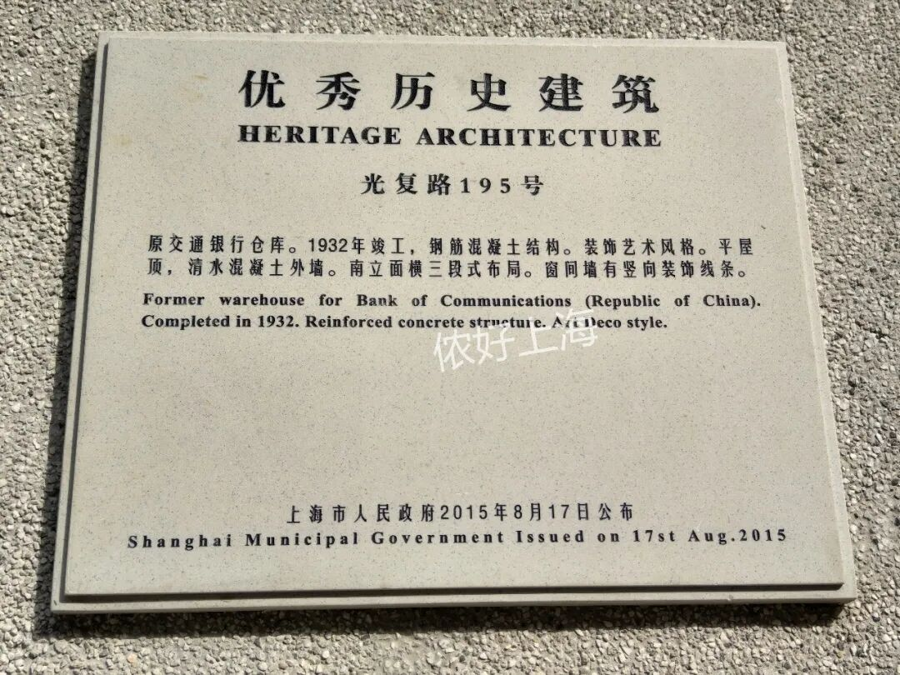 优秀历史建筑
HERITAGE ARCHITECTURE
光复路195号
原交通银行仓库。1932年竣工，钢筋混凝土结构。装饰艺术风格。平屋
顶，清水混凝土外墙。南立面横三段式布局。窗间墙有竖向装饰线条。
Former warehouse for Bank of Communications (Republic of China).
Completed in 1932. Reinforced concrete structure. Art Deco style.
侬好上海
上海市人民政府2015年8月17日公布
Shanghai Municipal Government Issued on 17st Aug.2015